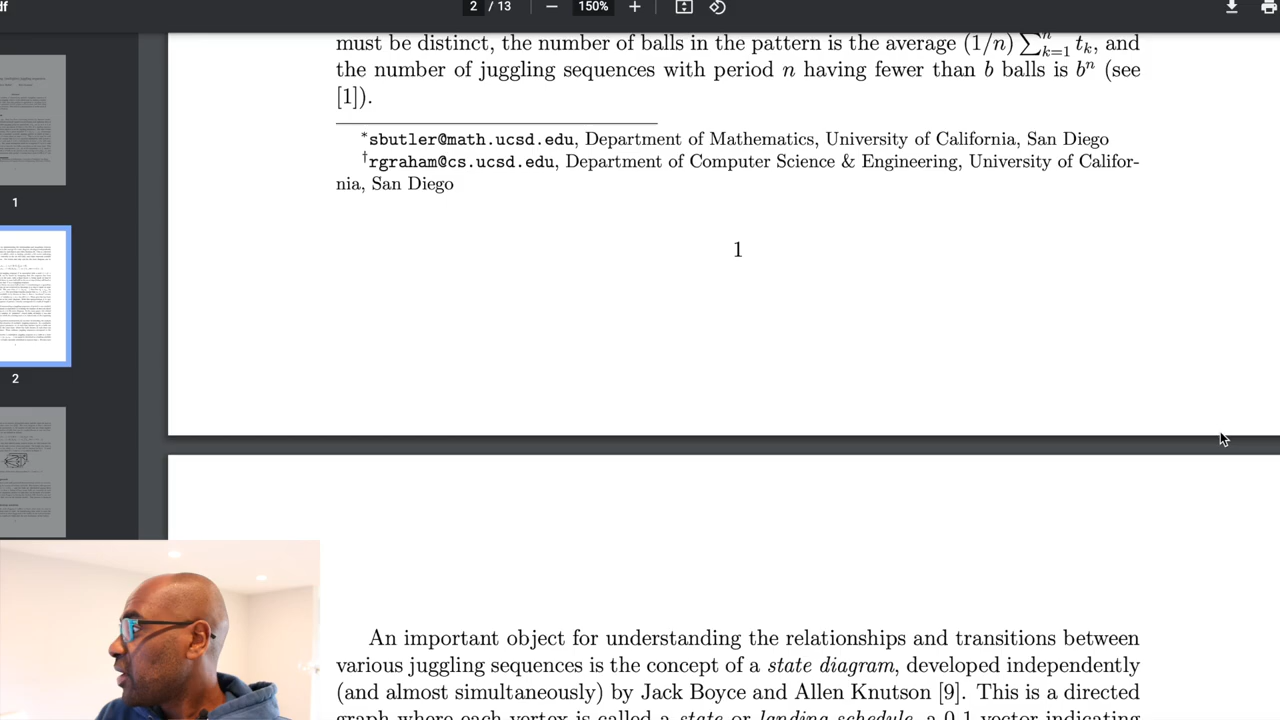 df
2 / 13
150%
must be distinct, the number of balls in the pattern is the average (1/n) ∑ⁿₖ₌₁ tₖ, and
the number of juggling sequences with period n having fewer than b balls is bⁿ (see
[1]).
*sbutler@math.ucsd.edu, Department of Mathematics, University of California, San Diego
†rgraham@cs.ucsd.edu, Department of Computer Science & Engineering, University of Califor-
nia, San Diego
1
1
2
An important object for understanding the relationships and transitions between
various juggling sequences is the concept of a state diagram, developed independently
(and almost simultaneously) by Jack Boyce and Allen Knutson [9]. This is a directed
graph where each vertex is called a state or landing schedule, a 0-1 vector indicating